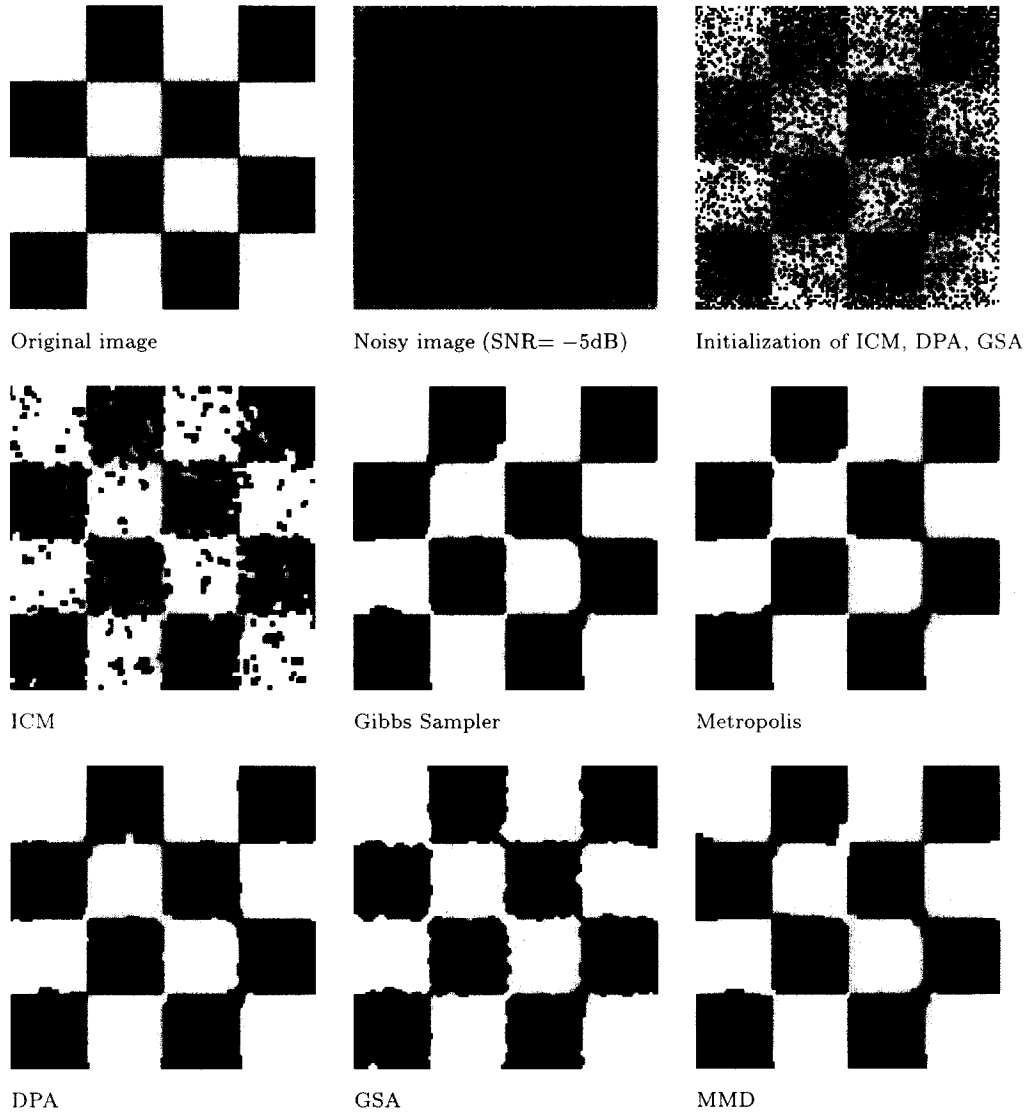 Original image
Noisy image (SNR= −5dB)
Initialization of ICM, DPA, GSA
ICM
Gibbs Sampler
Metropolis
DPA
GSA
MMD